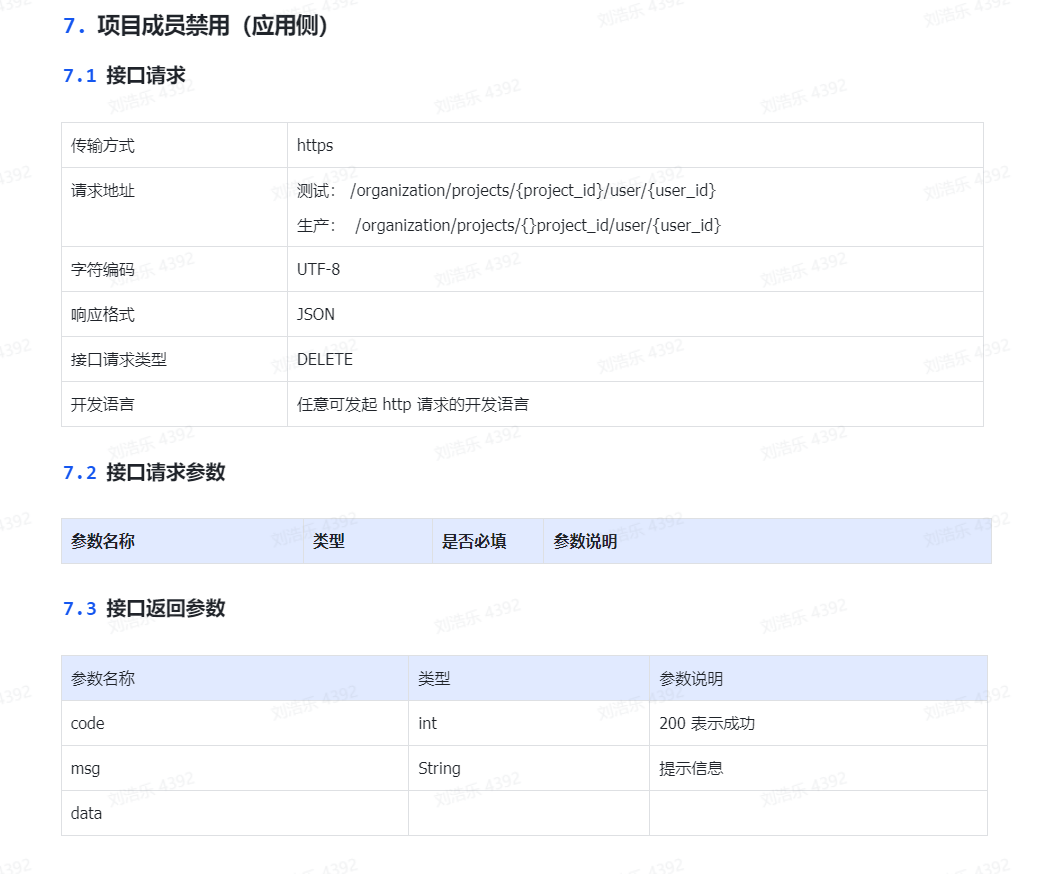 7. 项目成员禁用（应用侧）
7.1 接口请求
传输方式 https
请求地址 测试： /organization/projects/{project_id}/user/{user_id}
生产： /organization/projects/{}project_id/user/{user_id}
字符编码 UTF-8
响应格式 JSON
接口请求类型 DELETE
开发语言 任意可发起 http 请求的开发语言
7.2 接口请求参数
参数名称 类型 是否必填 参数说明
7.3 接口返回参数
参数名称 类型 参数说明
code int 200 表示成功
msg String 提示信息
data
刘浩乐 4392